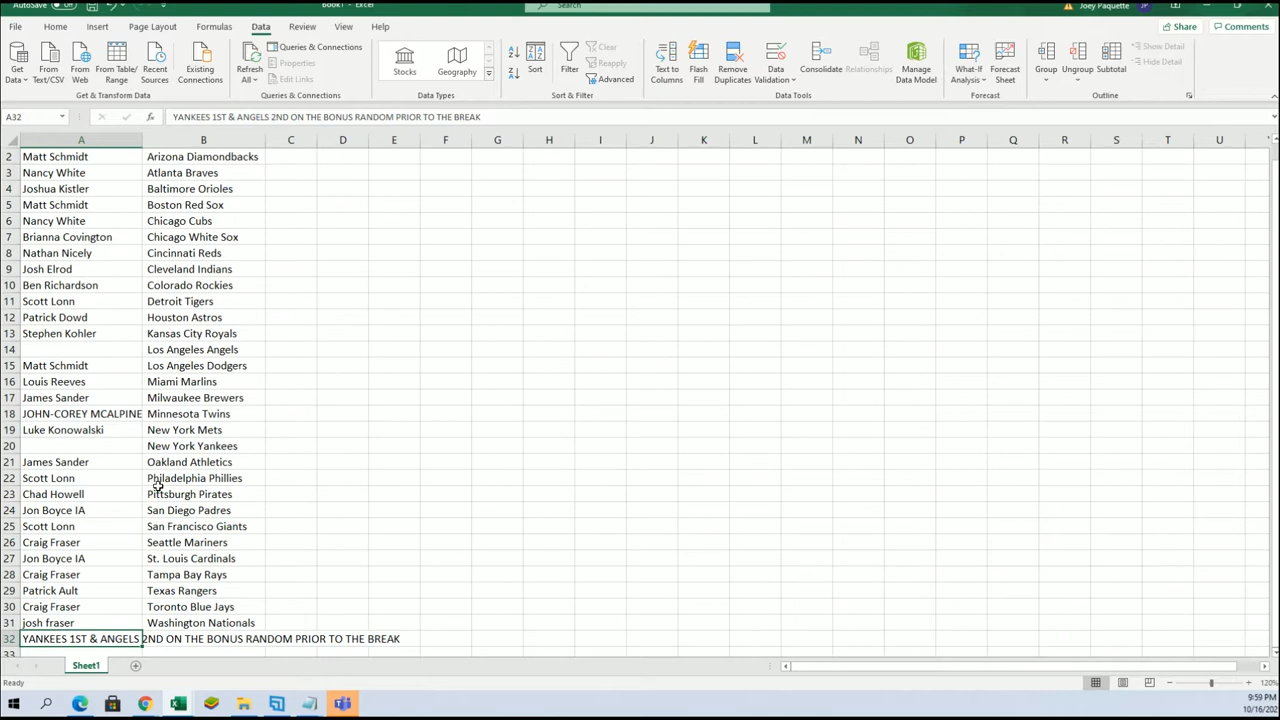 AutoSave Off Book1 - Excel Search Joey Paquette JP
File Home Insert Page Layout Formulas Data Review View Help Share Comments
Get Data From Text/CSV From Web From Table/Range Recent Sources Existing Connections
Refresh All Queries & Connections Properties Edit Links
Stocks Geography
Sort Filter Clear Reapply Advanced
Text to Columns Flash Fill Remove Duplicates Data Validation Consolidate Relationships Manage Data Model
What-If Analysis Forecast Sheet Group Ungroup Subtotal Show Detail Hide Detail
Get & Transform Data Queries & Connections Data Types Sort & Filter Data Tools Forecast Outline
A32 fx YANKEES 1ST & ANGELS 2ND ON THE BONUS RANDOM PRIOR TO THE BREAK
A B C D E F G H I J K L M N O P Q R S T U
2 Matt Schmidt Arizona Diamondbacks
3 Nancy White Atlanta Braves
4 Joshua Kistler Baltimore Orioles
5 Matt Schmidt Boston Red Sox
6 Nancy White Chicago Cubs
7 Brianna Covington Chicago White Sox
8 Nathan Nicely Cincinnati Reds
9 Josh Elrod Cleveland Indians
10 Ben Richardson Colorado Rockies
11 Scott Lonn Detroit Tigers
12 Patrick Dowd Houston Astros
13 Stephen Kohler Kansas City Royals
14 Los Angeles Angels
15 Matt Schmidt Los Angeles Dodgers
16 Louis Reeves Miami Marlins
17 James Sander Milwaukee Brewers
18 JOHN-COREY MCALPINE Minnesota Twins
19 Luke Konowalski New York Mets
20 New York Yankees
21 James Sander Oakland Athletics
22 Scott Lonn Philadelphia Phillies
23 Chad Howell Pittsburgh Pirates
24 Jon Boyce IA San Diego Padres
25 Scott Lonn San Francisco Giants
26 Craig Fraser Seattle Mariners
27 Jon Boyce IA St. Louis Cardinals
28 Craig Fraser Tampa Bay Rays
29 Patrick Ault Texas Rangers
30 Craig Fraser Toronto Blue Jays
31 josh fraser Washington Nationals
32 YANKEES 1ST & ANGELS 2ND ON THE BONUS RANDOM PRIOR TO THE BREAK
33
Sheet1
Ready 120%
9:59 PM
10/16/202